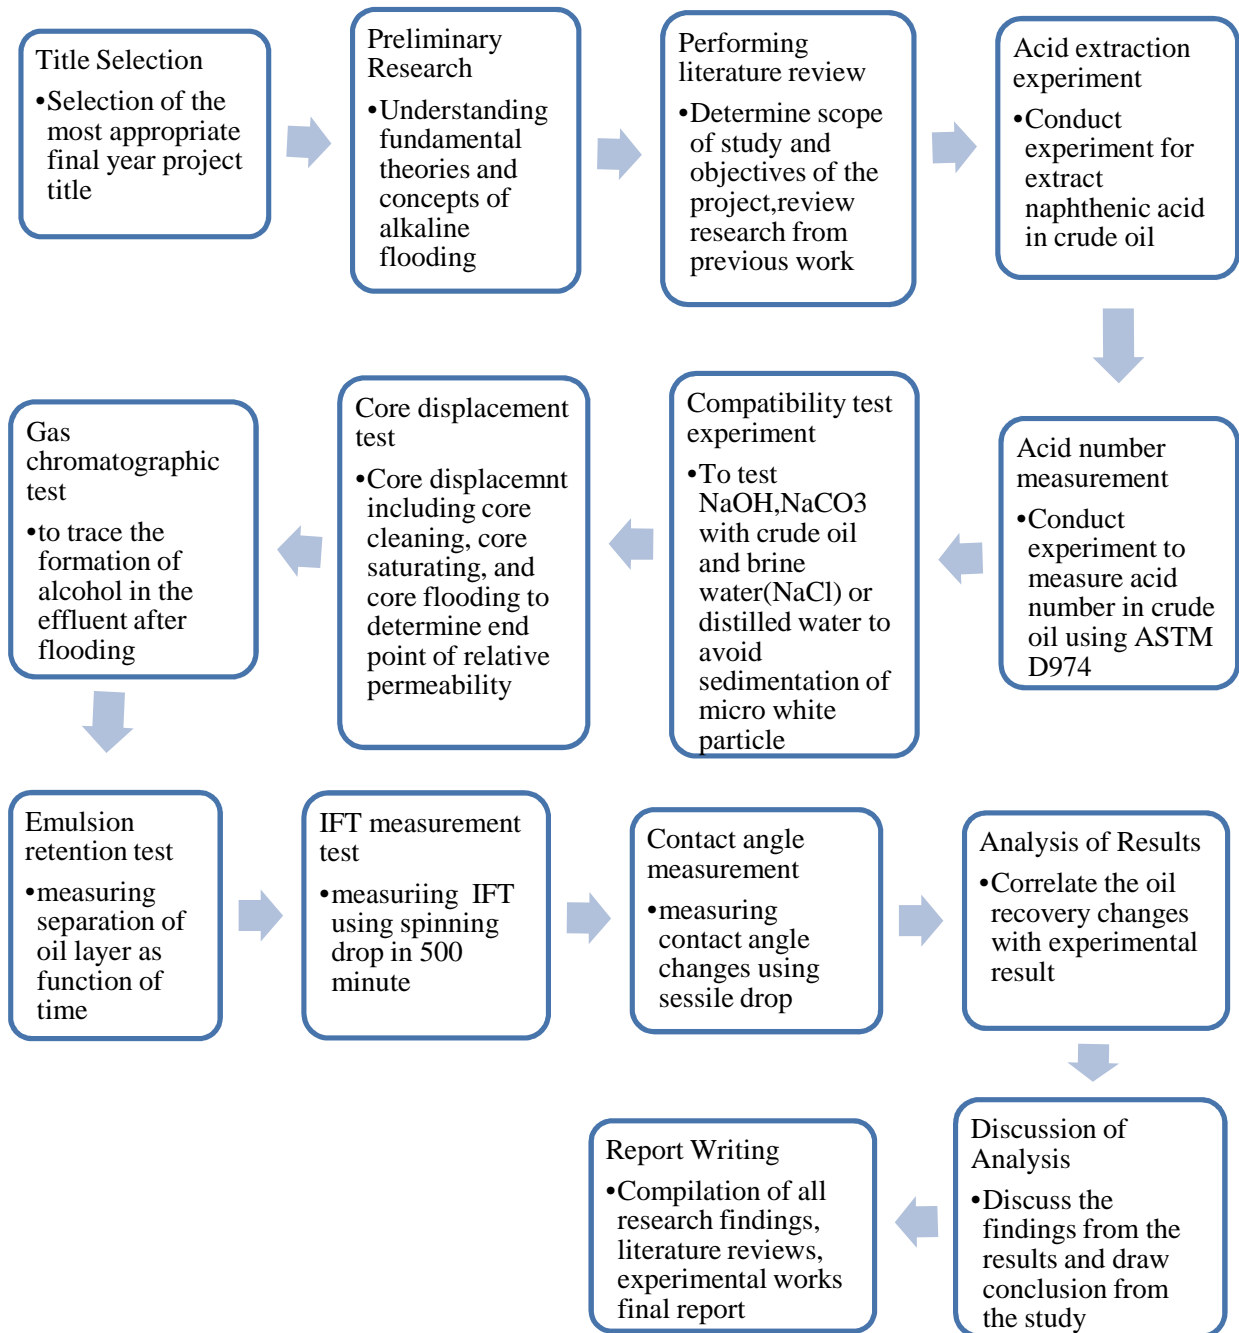 Title Selection
•Selection of the
most appropriate
final year project
title
Preliminary
Research
•Understanding
fundamental
theories and
concepts of
alkaline
flooding
Performing
literature review
•Determine scope
of study and
objectives of the
project,review
research from
previous work
Acid extraction
experiment
•Conduct
experiment for
extract
naphthenic acid
in crude oil
Acid number
measurement
•Conduct
experiment to
measure acid
number in crude
oil using ASTM
D974
Compatibility test
experiment
•To test
NaOH,NaCO3
with crude oil
and brine
water(NaCl) or
distilled water to
avoid
sedimentation of
micro white
particle
Core displacement
test
•Core displacemnt
including core
cleaning, core
saturating, and
core flooding to
determine end
point of relative
permeability
Gas
chromatographic
test
•to trace the
formation of
alcohol in the
effluent after
flooding
Emulsion
retention test
•measuring
separation of
oil layer as
function of
time
IFT measurement
test
•measuriing IFT
using spinning
drop in 500
minute
Contact angle
measurement
•measuring
contact angle
changes using
sessile drop
Analysis of Results
•Correlate the oil
recovery changes
with experimental
result
Discussion of
Analysis
•Discuss the
findings from the
results and draw
conclusion from
the study
Report Writing
•Compilation of all
research findings,
literature reviews,
experimental works
final report